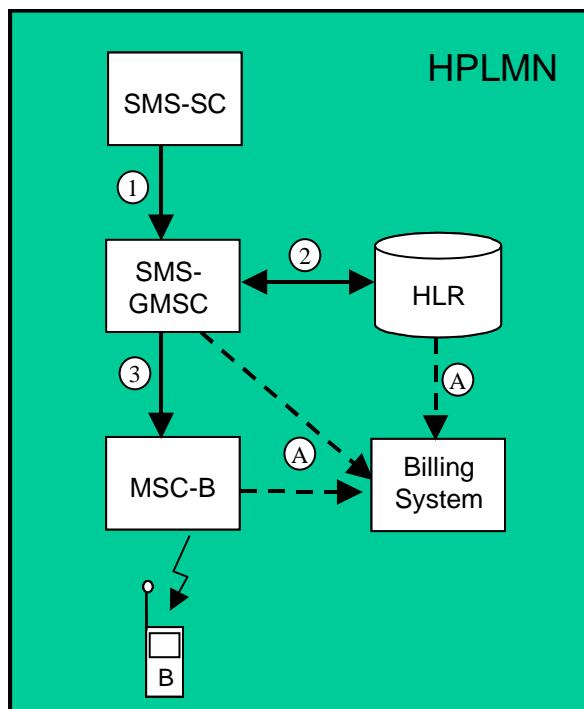 HPLMN
SMS-SC
1
SMS-
GMSC
2
HLR
3
A
A
MSC-B
Billing
System
B